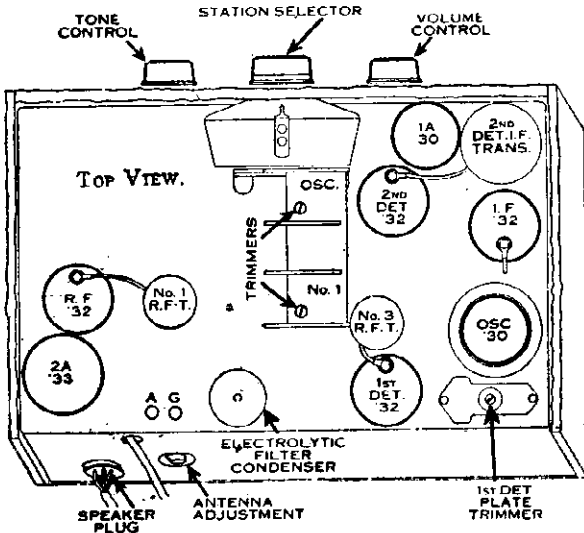 TONE
CONTROL
STATION SELECTOR
VOLUME
CONTROL
TOP VIEW.
1A
30
2ND
DET. I.F.
TRANS.
OSC.
2ND
DET
'32
I.F
'32
TRIMMERS
R.F
'32
No. 1
R.F.T.
No. 1
No. 3
R.F.T.
OSC
'30
2A
'33
A G
1ST
DET.
'32
ELECTROLYTIC
FILTER
CONDENSER
SPEAKER
PLUG
ANTENNA
ADJUSTMENT
1ST DET
PLATE
TRIMMER